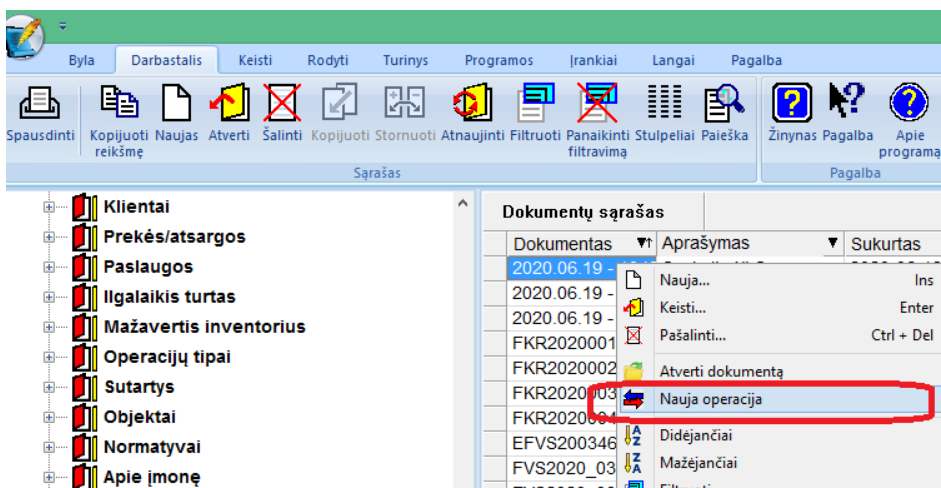 Byla Darbastalis Keisti Rodyti Turinys Programos Įrankiai Langai Pagalba
Spausdinti Kopijuoti reikšmę Naujas Atverti Šalinti Kopijuoti Stornuoti Atnaujinti Filtruoti Panaikinti filtravimą Stulpeliai Paieška Žinynas Pagalba Apie programą
Sąrašas Pagalba
Klientai
Prekės/atsargos
Paslaugos
Ilgalaikis turtas
Mažavertis inventorius
Operacijų tipai
Sutartys
Objektai
Normatyvai
Apie įmonę
Dokumentų sąrašas
Dokumentas Aprašymas Sukurtas
2020.06.19 -
2020.06.19 -
2020.06.19 -
FKR2020001
FKR2020002
FKR2020003
FKR2020004
EFVS200346
FVS2020_03
Nauja... Ins
Keisti... Enter
Pašalinti... Ctrl + Del
Atverti dokumentą
Nauja operacija
Didėjančiai
Mažėjančiai